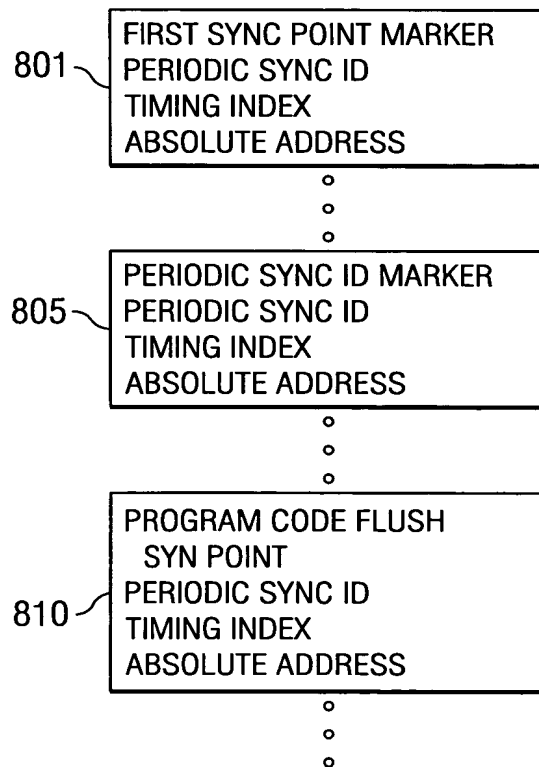 801
FIRST SYNC POINT MARKER
PERIODIC SYNC ID
TIMING INDEX
ABSOLUTE ADDRESS
805
PERIODIC SYNC ID MARKER
PERIODIC SYNC ID
TIMING INDEX
ABSOLUTE ADDRESS
810
PROGRAM CODE FLUSH
SYN POINT
PERIODIC SYNC ID
TIMING INDEX
ABSOLUTE ADDRESS